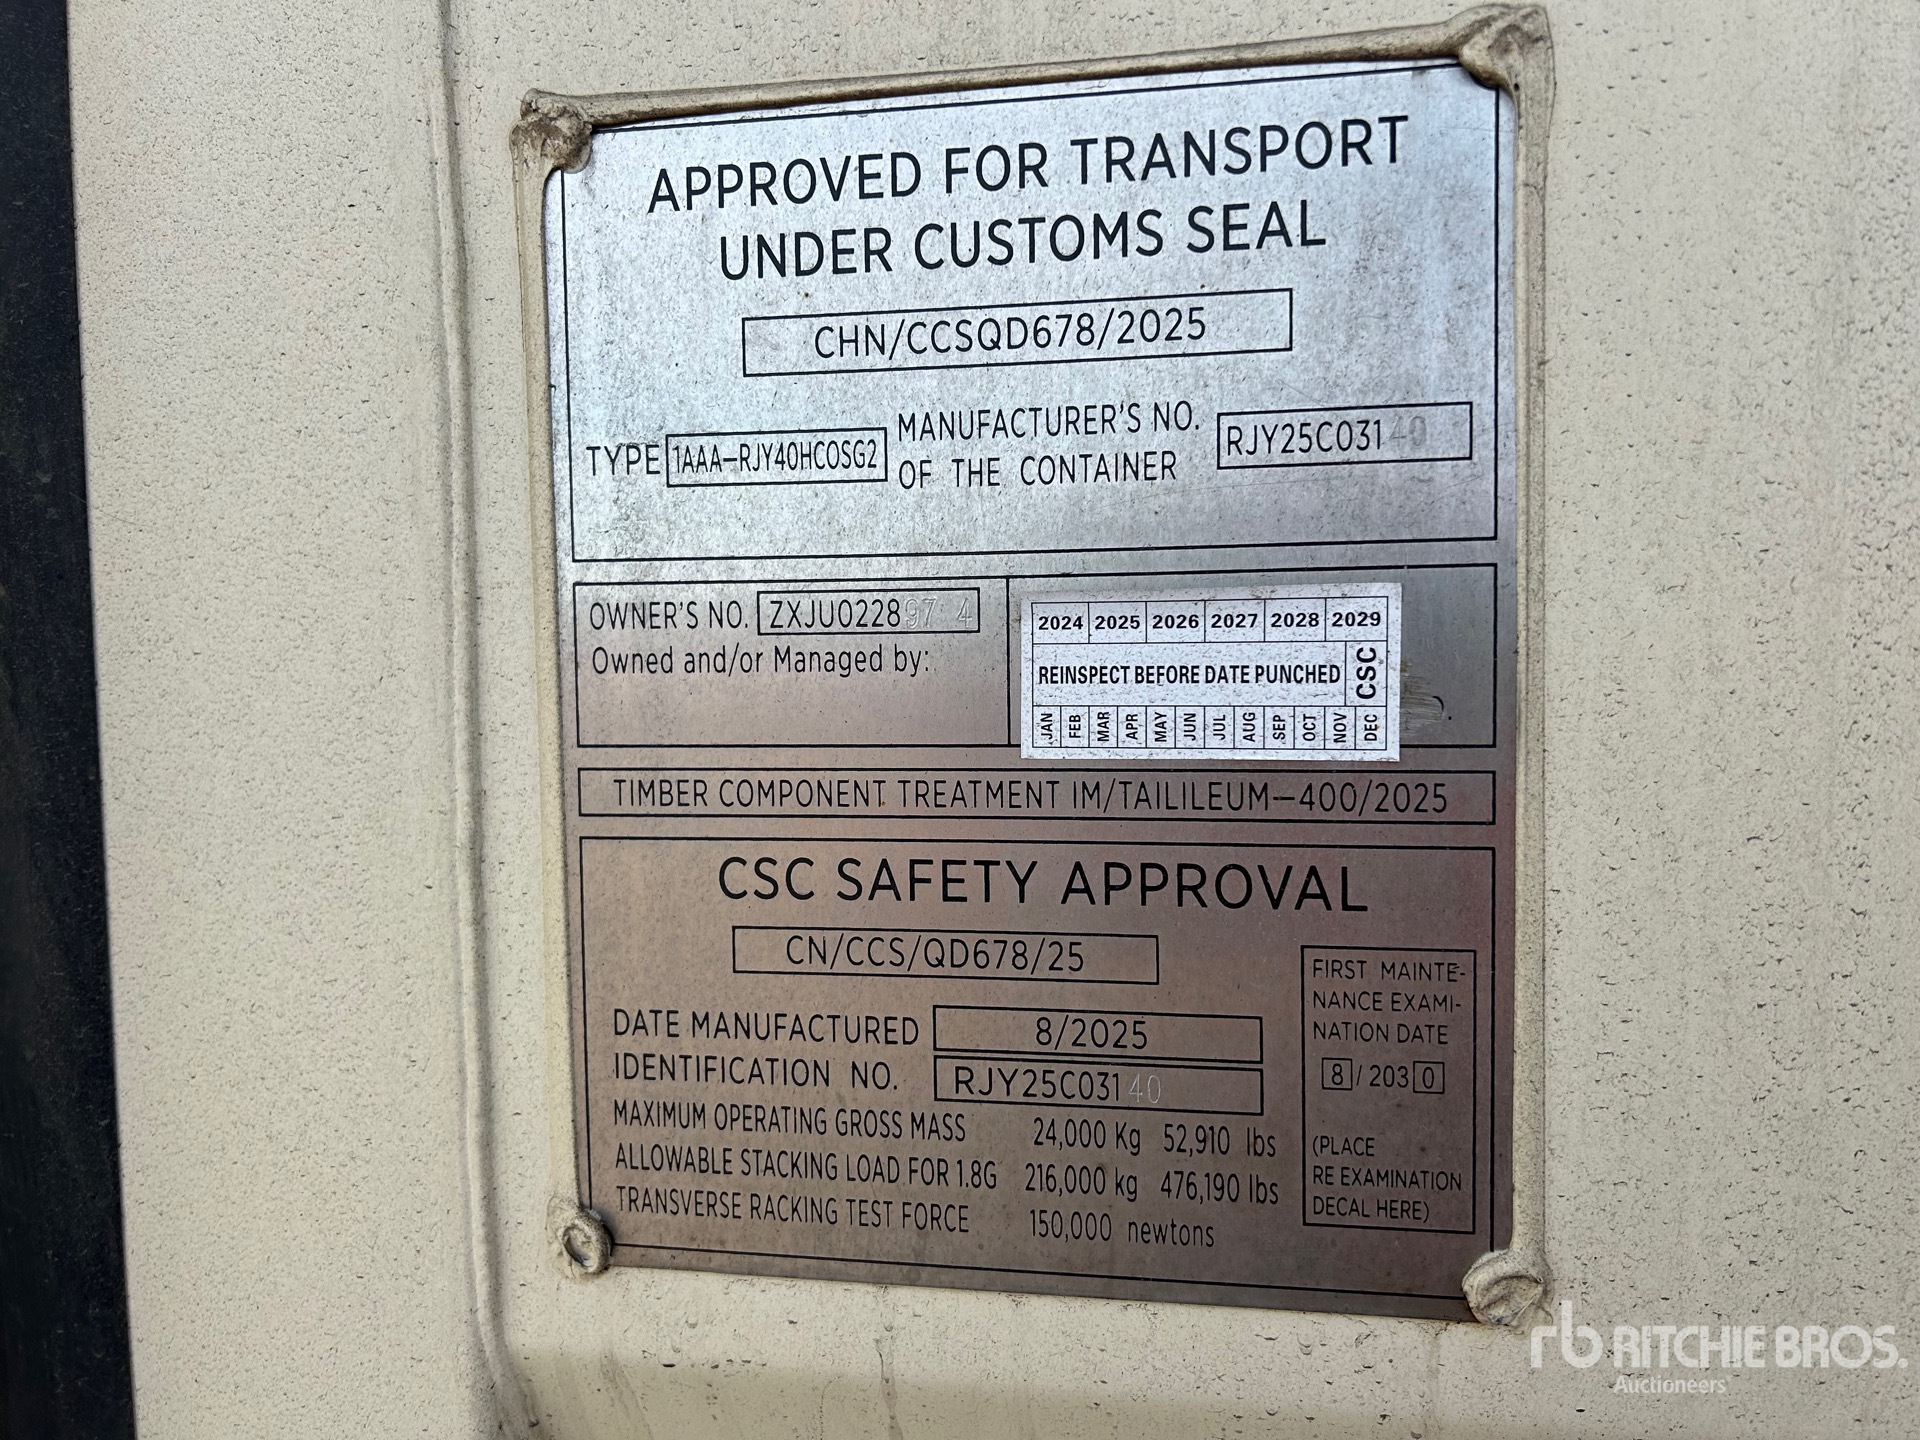 APPROVED FOR TRANSPORT
UNDER CUSTOMS SEAL
CHN/CCSQD678/2025
TYPE 1AAA-RJY40HCOSG2
MANUFACTURER'S NO.
OF THE CONTAINER
RJY25C03140
OWNER'S NO. ZXJU022897 4
Owned and/or Managed by:
2024 2025 2026 2027 2028 2029
REINSPECT BEFORE DATE PUNCHED CSC
JAN FEB MAR APR MAY JUN JUL AUG SEP OCT NOV DEC
TIMBER COMPONENT TREATMENT IM/TAILILEUM-400/2025
CSC SAFETY APPROVAL
CN/CCS/QD678/25
DATE MANUFACTURED 8/2025
IDENTIFICATION NO. RJY25C03140
MAXIMUM OPERATING GROSS MASS 24,000 Kg 52,910 lbs
ALLOWABLE STACKING LOAD FOR 1.8G 216,000 kg 476,190 lbs
TRANSVERSE RACKING TEST FORCE 150,000 newtons
FIRST MAINTE-
NANCE EXAMI-
NATION DATE
8 / 203 0
(PLACE
RE EXAMINATION
DECAL HERE)
rb RITCHIE BROS.
Auctioneers